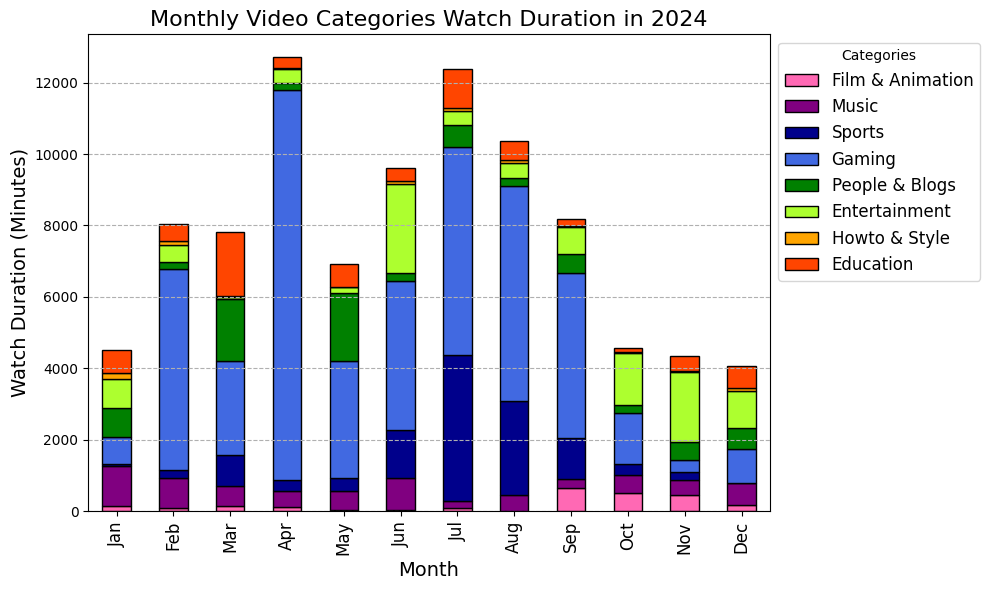 Monthly Video Categories Watch Duration in 2024
Watch Duration (Minutes)
12000
10000
8000
6000
4000
2000
0
Jan
Feb
Mar
Apr
May
Jun
Jul
Aug
Sep
Oct
Nov
Dec
Month
Categories
Film & Animation
Music
Sports
Gaming
People & Blogs
Entertainment
Howto & Style
Education